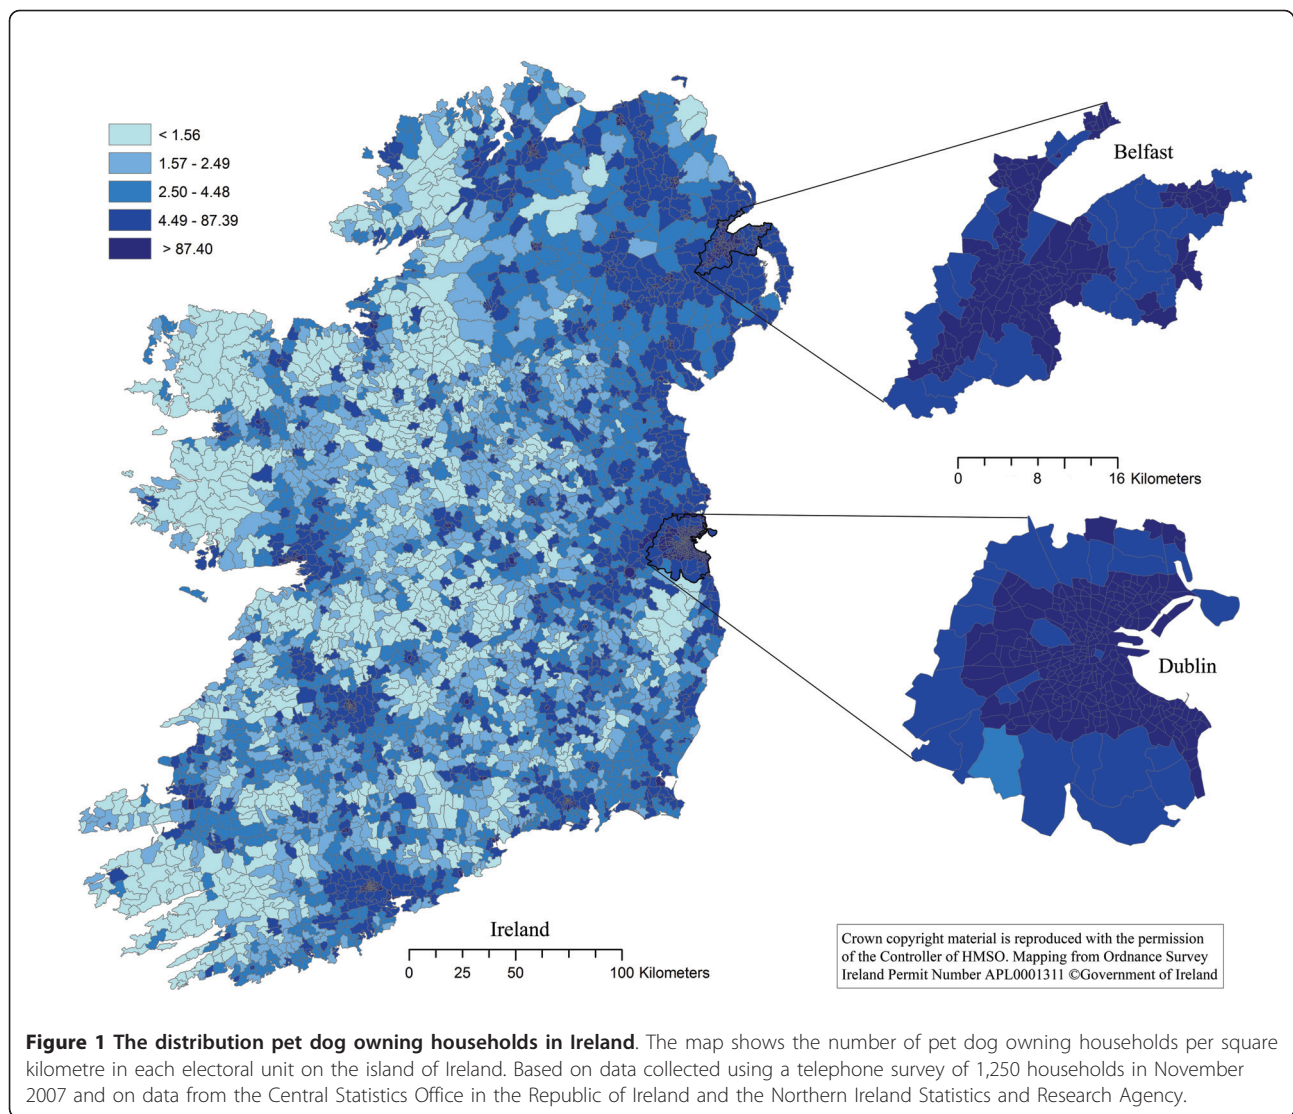 < 1.56
1.57 - 2.49
2.50 - 4.48
4.49 - 87.39
> 87.40
Belfast
0 8 16 Kilometers
Dublin
Ireland
0 25 50 100 Kilometers
Crown copyright material is reproduced with the permission
of the Controller of HMSO. Mapping from Ordnance Survey
Ireland Permit Number APL0001311 ©Government of Ireland
Figure 1 The distribution pet dog owning households in Ireland. The map shows the number of pet dog owning households per square
kilometre in each electoral unit on the island of Ireland. Based on data collected using a telephone survey of 1,250 households in November
2007 and on data from the Central Statistics Office in the Republic of Ireland and the Northern Ireland Statistics and Research Agency.